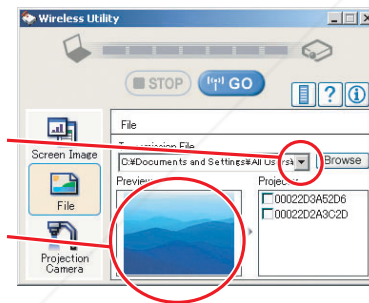 Wireless Utility
STOP
GO
?
i
File
Transmission File
C:¥Documents and Settings¥All Users¥
Browse
Preview
Projector
Screen Image
00022D3A52D6
00022D2A3C2D
File
Projection
Camera